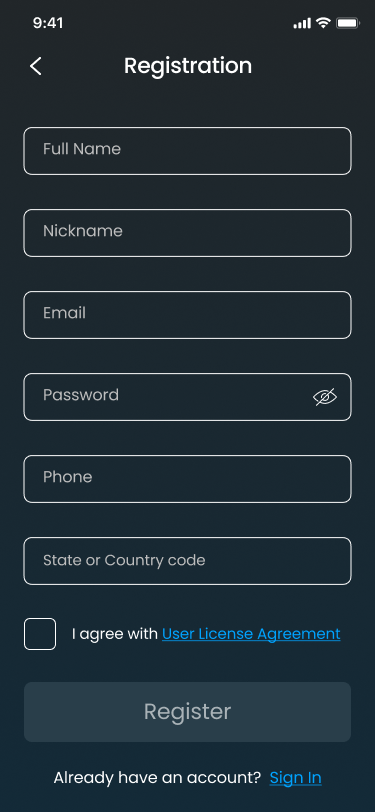 9:41
Registration
Full Name
Nickname
Email
Password
Phone
State or Country code
I agree with User License Agreement
Register
Already have an account? Sign In